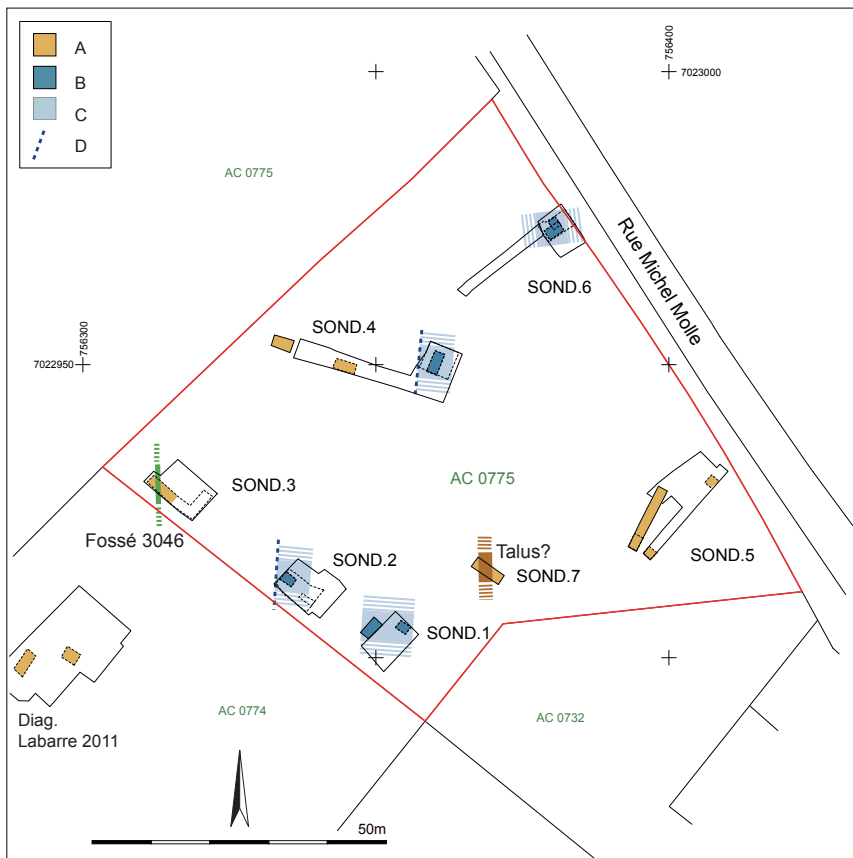 A
B
C
D
756400
7023000
AC 0775
Rue Michel Molle
SOND.6
SOND.4
756300
7022950
SOND.3
AC 0775
Fossé 3046
SOND.2
Talus?
SOND.7
SOND.5
SOND.1
Diag.
Labarre 2011
AC 0774
AC 0732
50m